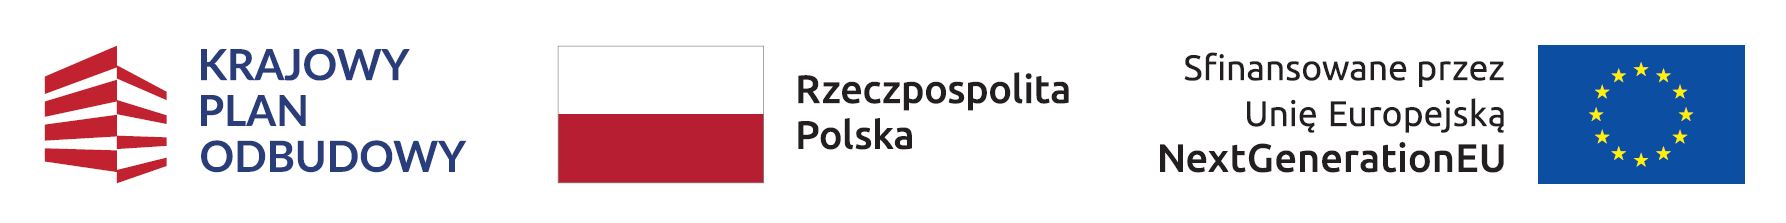 KRAJOWY
PLAN
ODBUDOWY
Rzeczpospolita
Polska
Sfinansowane przez
Unię Europejską
NextGenerationEU